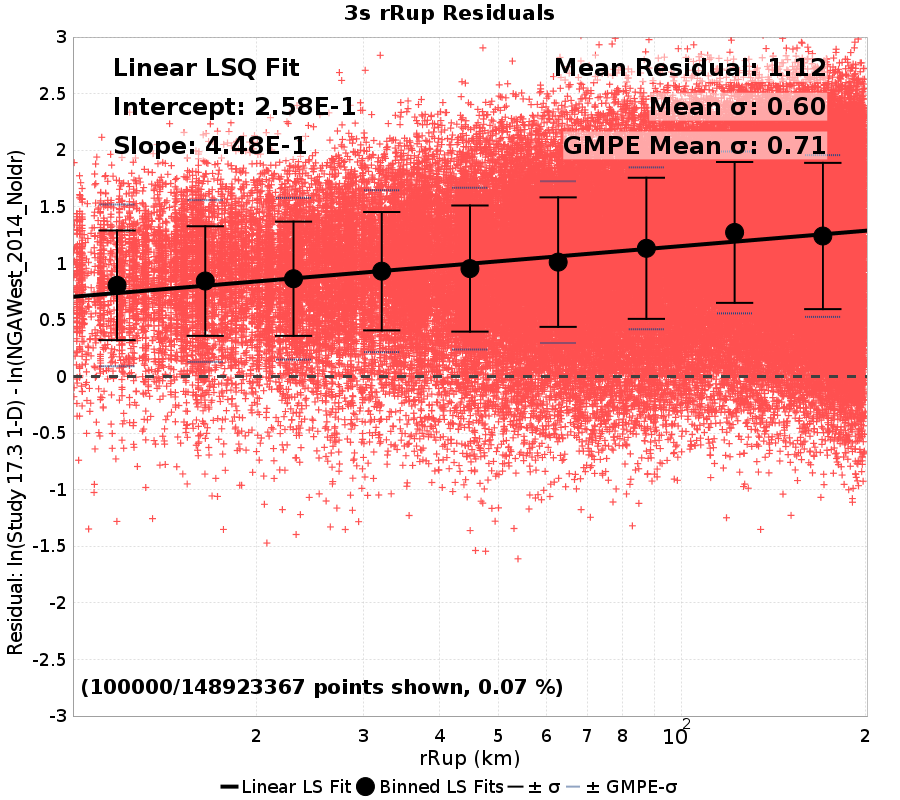 3s rRup Residuals
Linear LSQ Fit
Intercept: 2.58E-1
Slope: 4.48E-1
Mean Residual: 1.12
Mean σ: 0.60
GMPE Mean σ: 0.71
Residual: ln(Study 17.3 1-D) - ln(NGAWest_2014_NoIdr)
3
2.5
2
1.5
1
0.5
0
-0.5
-1
-1.5
-2
-2.5
-3
(100000/148923367 points shown, 0.07 %)
2 3 4 5 6 7 8 10² 2
rRup (km)
Linear LS Fit Binned LS Fits ± σ ± GMPE-σ